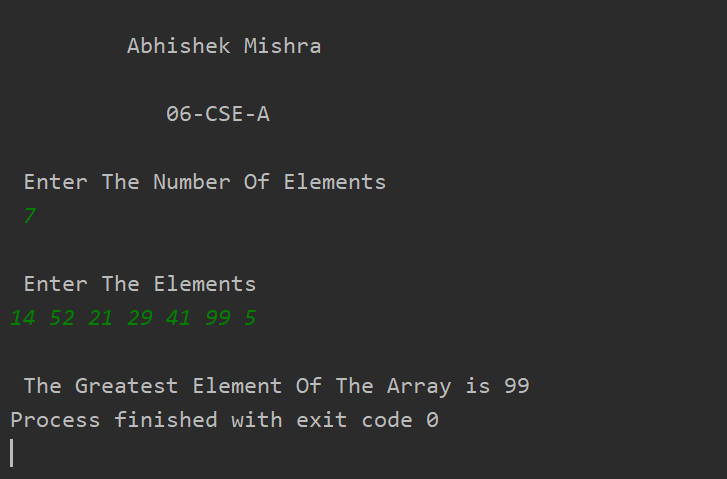 Abhishek Mishra
06-CSE-A
Enter The Number Of Elements
7
Enter The Elements
14 52 21 29 41 99 5
The Greatest Element Of The Array is 99
Process finished with exit code 0